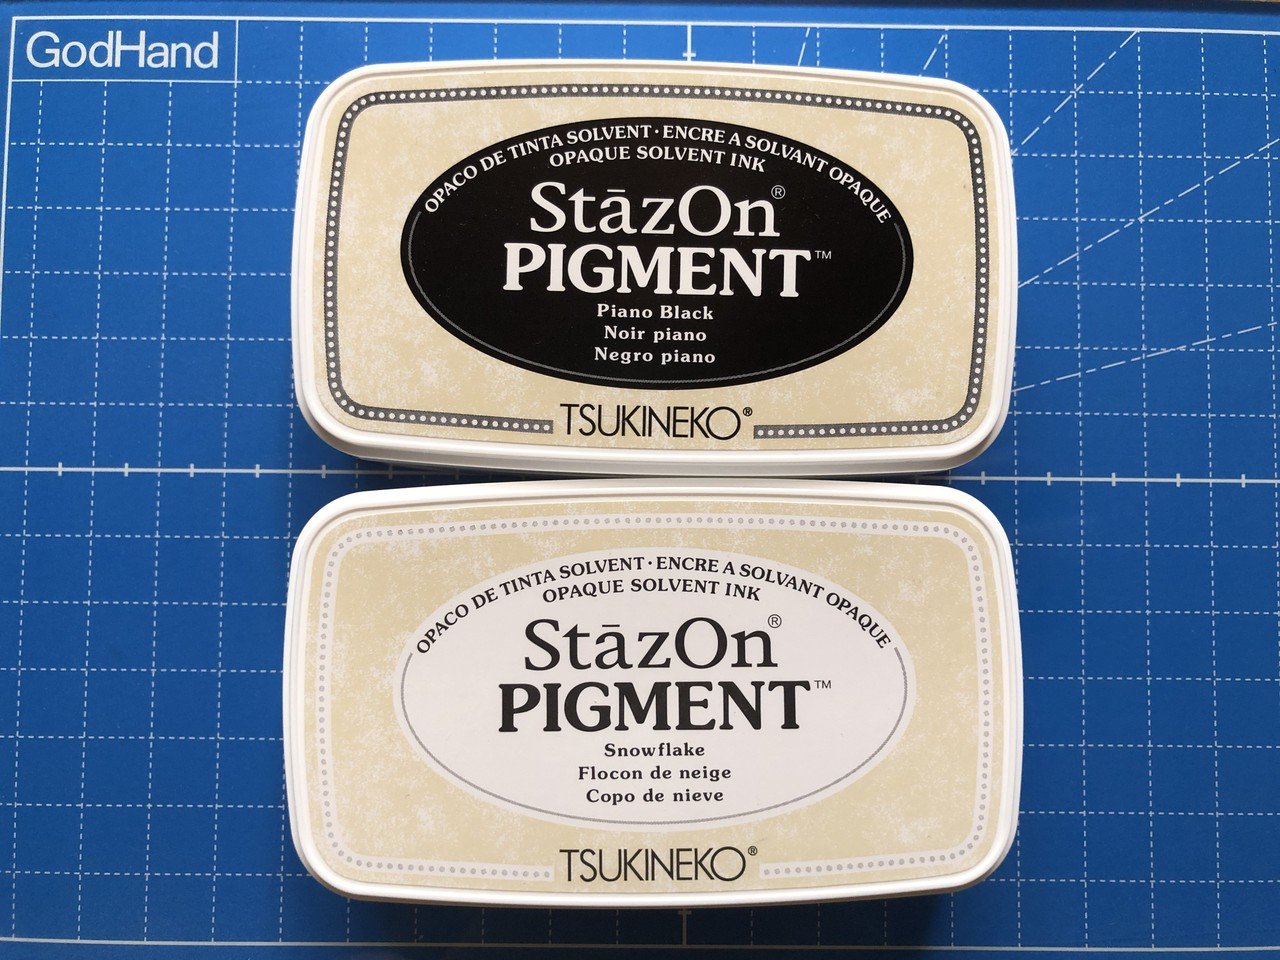 GodHand
OPACO DE TINTA SOLVENT · ENCRE A SOLVANT OPAQUE
OPAQUE SOLVENT INK
StāzOn®
PIGMENT™
Piano Black
Noir piano
Negro piano
TSUKINEKO®
OPACO DE TINTA SOLVENT · ENCRE A SOLVANT OPAQUE
OPAQUE SOLVENT INK
StāzOn®
PIGMENT™
Snowflake
Flocon de neige
Copo de nieve
TSUKINEKO®